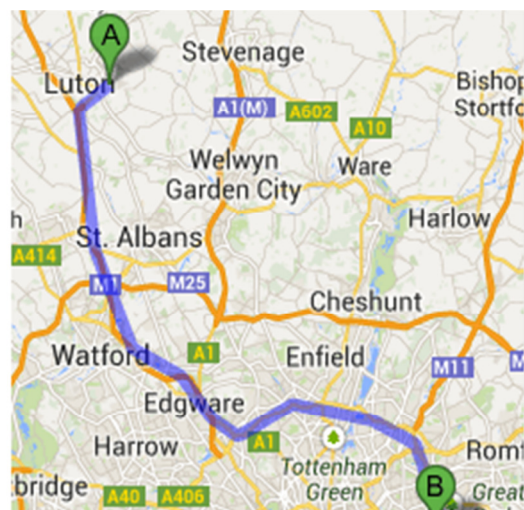 A
Stevenage
Luton
Bishop
Stortfo
A1(M)
A602
A10
Welwyn
Garden City
Ware
h
Harlow
St. Albans
A414
M1
M25
Cheshunt
Watford
A1
Enfield
M11
M
Edgware
Harrow
A1
Romf
Tottenham
Green
xbridge
A40
A406
B
Great